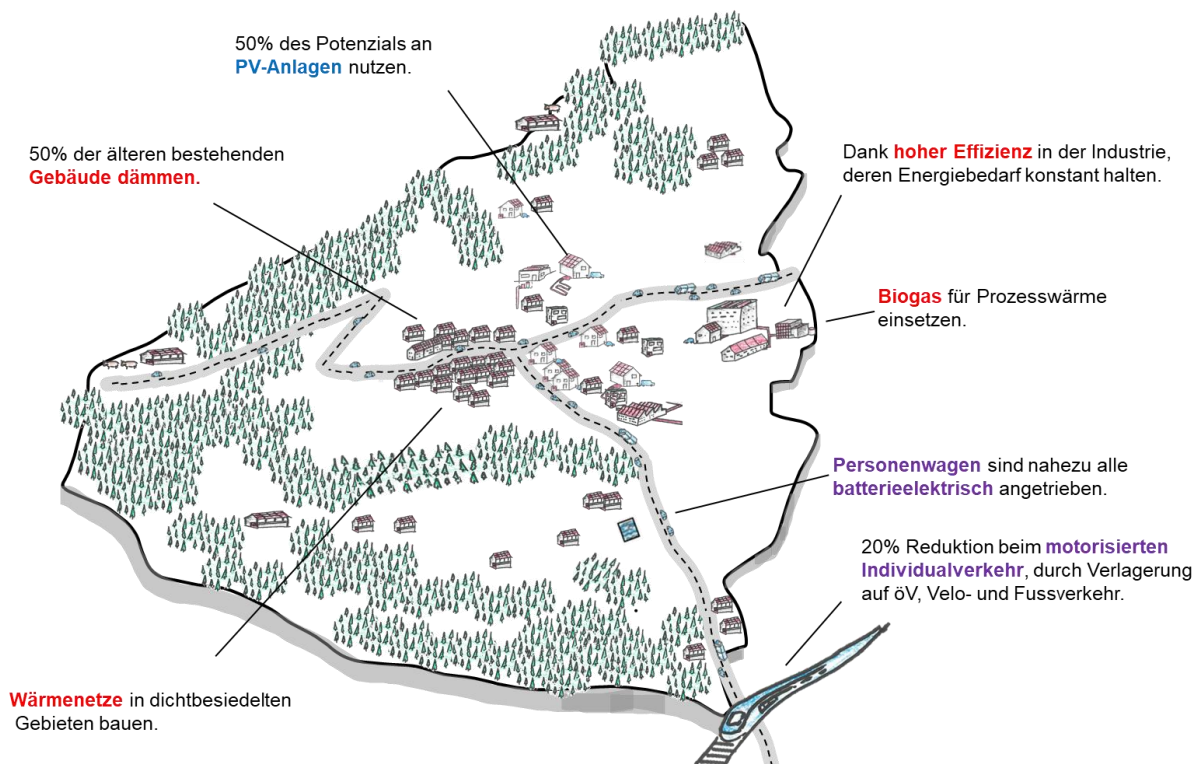 50% des Potenzials an
PV-Anlagen nutzen.
50% der älteren bestehenden
Gebäude dämmen.
Dank hoher Effizienz in der Industrie,
deren Energiebedarf konstant halten.
Biogas für Prozesswärme
einsetzen.
Personenwagen sind nahezu alle
batterieelektrisch angetrieben.
20% Reduktion beim motorisierten
Individualverkehr, durch Verlagerung
auf öV, Velo- und Fussverkehr.
Wärmenetze in dichtbesiedelten
Gebieten bauen.